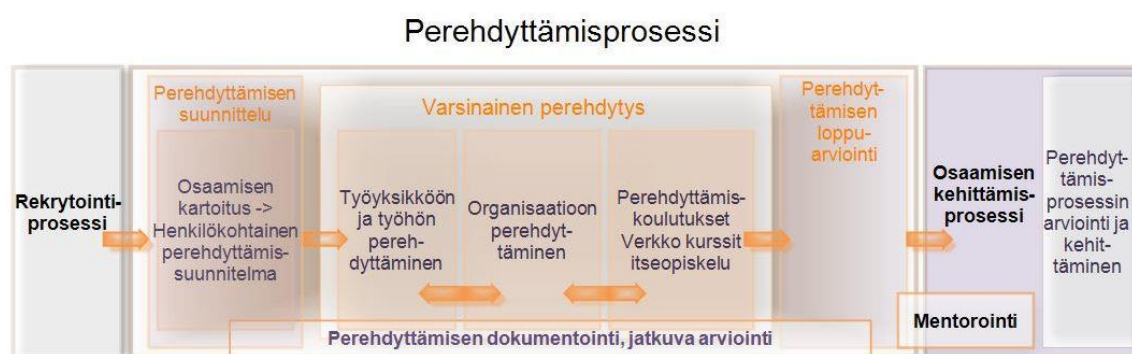 Perehdyttämisprosessi
Rekrytointi-
prosessi
Perehdyttämisen
suunnittelu
Osaamisen
kartoitus ->
Henkilökohtainen
perehdyttämis-
suunnitelma
Varsinainen perehdytys
Työyksikköön
ja työhön
pereh-
dyttäminen
Organisaatioon
perehdyt-
täminen
Perehdyttämis-
koulutukset
Verkko kurssit
itseopiskelu
Perehdyt-
tämisen
loppu-
arviointi
Osaamisen
kehittämis-
prosessi
Perehdyt-
tämis-
prosessin
arviointi ja
kehit-
täminen
Mentorointi
Perehdyttämisen dokumentointi, jatkuva arviointi